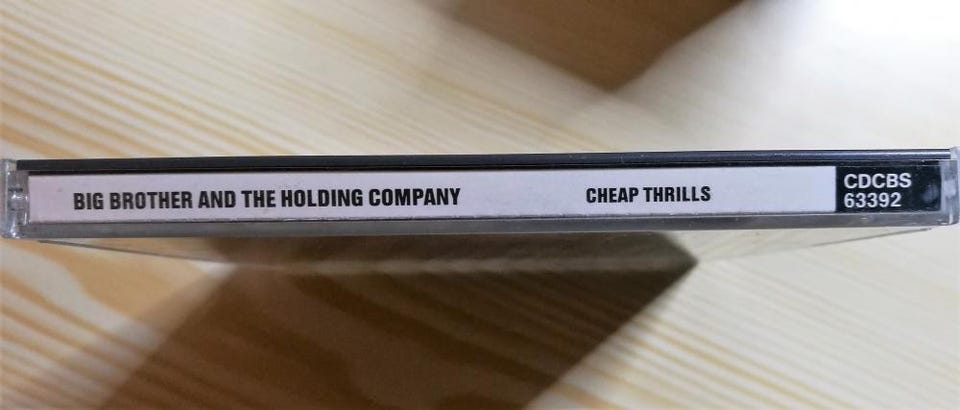 BIG BROTHER AND THE HOLDING COMPANY CHEAP THRILLS
CDCBS
63392